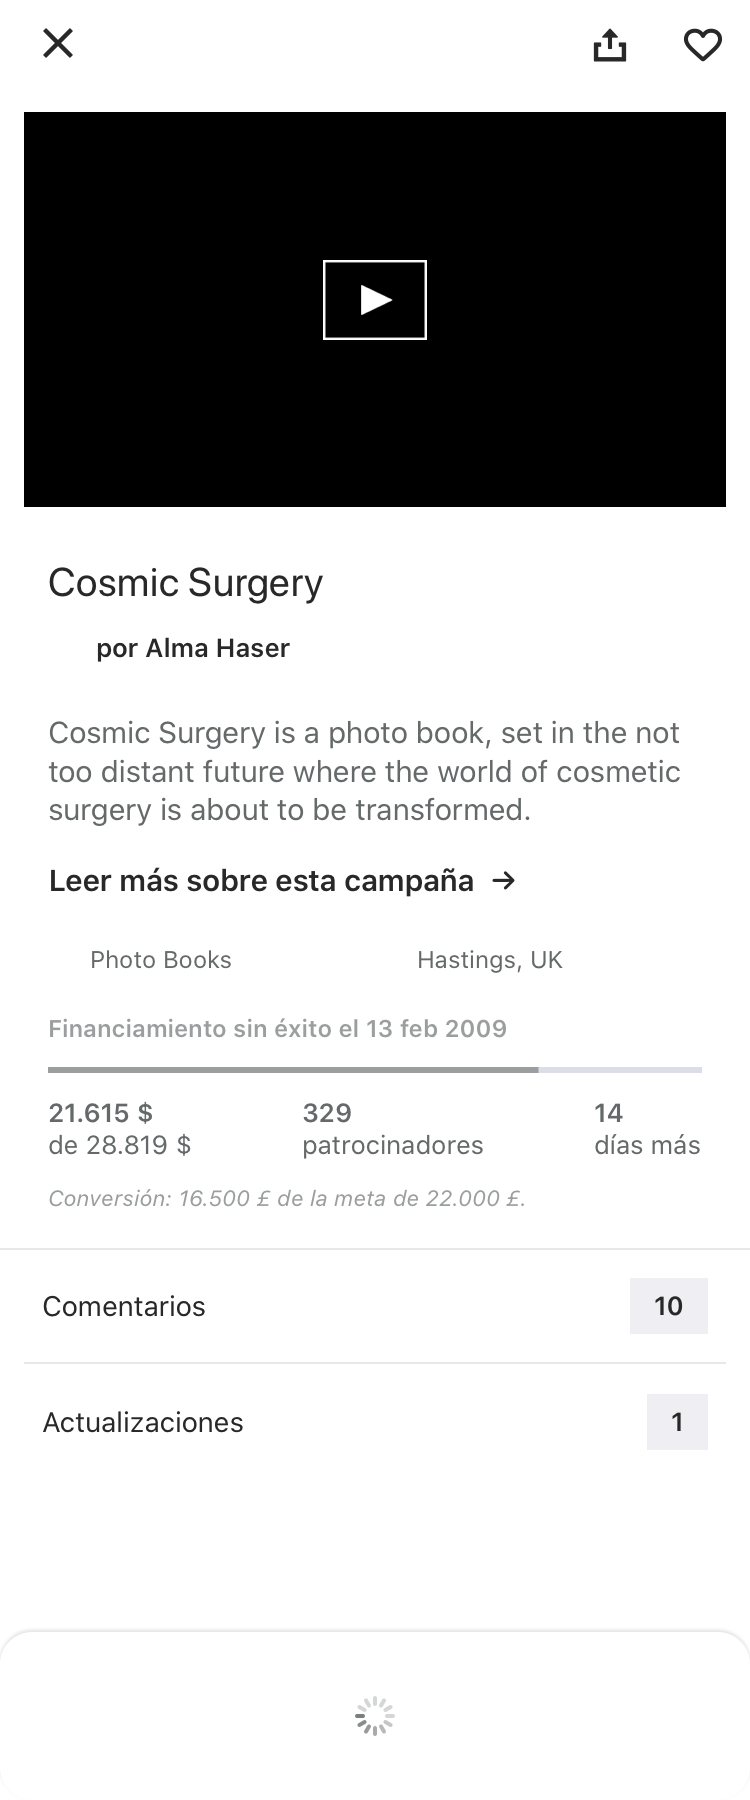 Cosmic Surgery
por Alma Haser
Cosmic Surgery is a photo book, set in the not
too distant future where the world of cosmetic
surgery is about to be transformed.
Leer más sobre esta campaña →
Photo Books Hastings, UK
Financiamiento sin éxito el 13 feb 2009
21.615 $ 329 14
de 28.819 $ patrocinadores días más
Conversión: 16.500 £ de la meta de 22.000 £.
Comentarios 10
Actualizaciones 1